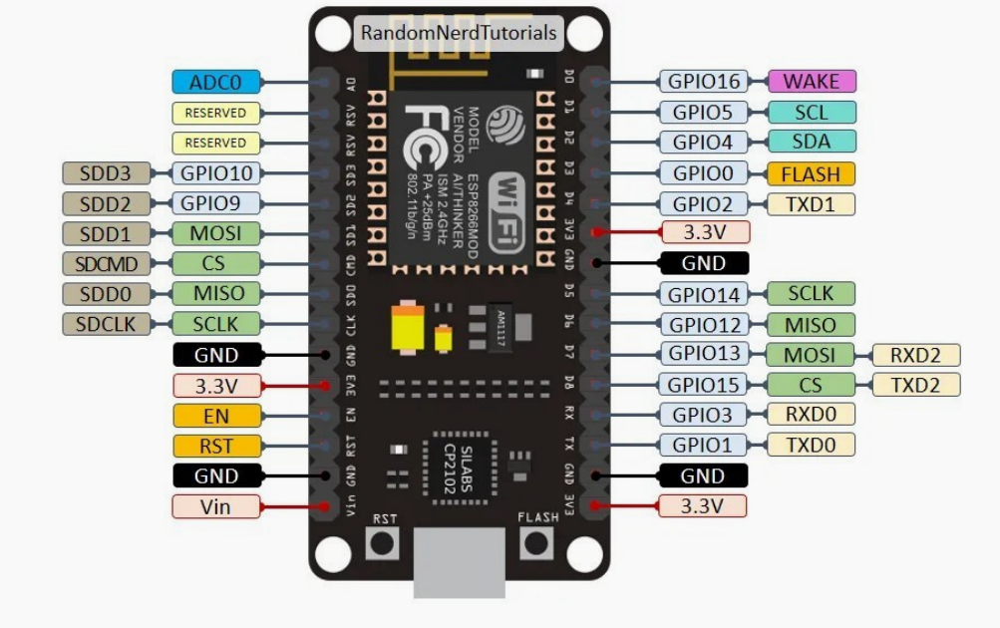 RandomNerdTutorials
ADC0 A0 D0 GPIO16 WAKE
RESERVED RSV D1 GPIO5 SCL
RESERVED RSV D2 GPIO4 SDA
SDD3 GPIO10 SD3 D3 GPIO0 FLASH
SDD2 GPIO9 SD2 D4 GPIO2 TXD1
SDD1 MOSI SD1 3V3 3.3V
SDCMD CS CMD GND GND
SDD0 MISO SD0 D5 GPIO14 SCLK
SDCLK SCLK CLK D6 GPIO12 MISO
GND GND D7 GPIO13 MOSI RXD2
3.3V 3V3 D8 GPIO15 CS TXD2
EN EN RX GPIO3 RXD0
RST RST TX GPIO1 TXD0
GND GND GND GND
Vin Vin 3V3 3.3V
MODEL ESP8266MOD
VENDOR AI/THINKER
ISM 2.4GHz
PA +25dBm
802.11b/g/n
FC
WiFi
AM1117
SILABS
CP2102
RST
FLASH